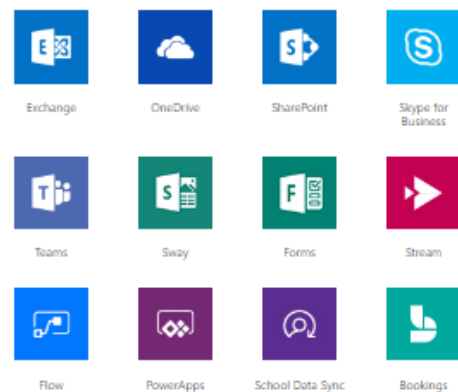 E
S
S
Exchange
OneDrive
SharePoint
Skype for
Business
T
S
F
Teams
Sway
Forms
Stream
Flow
PowerApps
School Data Sync
Bookings